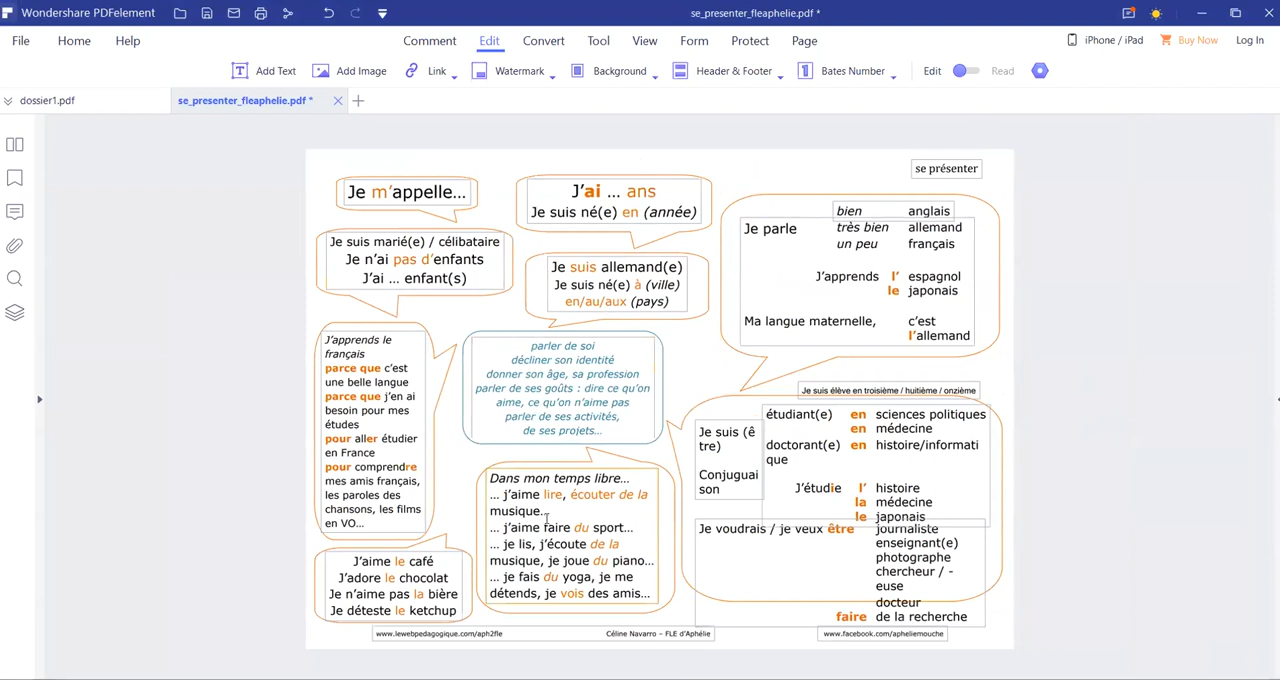 Wondershare PDFelement
se_presenter_fleaphelie.pdf *
File Home Help
Comment Edit Convert Tool View Form Protect Page
iPhone / iPad Buy Now Log In
Add Text Add Image Link Watermark Background Header & Footer Bates Number Edit Read
dossier1.pdf
se_presenter_fleaphelie.pdf *
se présenter
Je m'appelle...
J'ai ... ans
Je suis né(e) en (année)
Je suis marié(e) / célibataire
Je n'ai pas d'enfants
J'ai ... enfant(s)
Je suis allemand(e)
Je suis né(e) à (ville)
en/au/aux (pays)
bien anglais
Je parle très bien allemand
un peu français
J'apprends l' espagnol
le japonais
Ma langue maternelle, c'est
l'allemand
J'apprends le
français
parce que c'est
une belle langue
parce que j'en ai
besoin pour mes
études
pour aller étudier
en France
pour comprendre
mes amis français,
les paroles des
chansons, les films
en VO...
parler de soi
décliner son identité
donner son âge, sa profession
parler de ses goûts : dire ce qu'on
aime, ce qu'on n'aime pas
parler de ses activités,
de ses projets...
Je suis élève en troisième / huitième / onzième
étudiant(e) en sciences politiques
en médecine
doctorant(e) en histoire/informati
que
Je suis (ê
tre)
Conjuguai
son
J'étudie l' histoire
la médecine
le japonais
Je voudrais / je veux être journaliste
enseignant(e)
photographe
chercheur / -
euse
docteur
faire de la recherche
Dans mon temps libre...
... j'aime lire, écouter de la
musique...
... j'aime faire du sport...
... je lis, j'écoute de la
musique, je joue du piano...
... je fais du yoga, je me
détends, je vois des amis...
J'aime le café
J'adore le chocolat
Je n'aime pas la bière
Je déteste le ketchup
www.lewebpedagogique.com/aph2fle Céline Navarro – FLE d'Aphélie www.facebook.com/apheliemouche